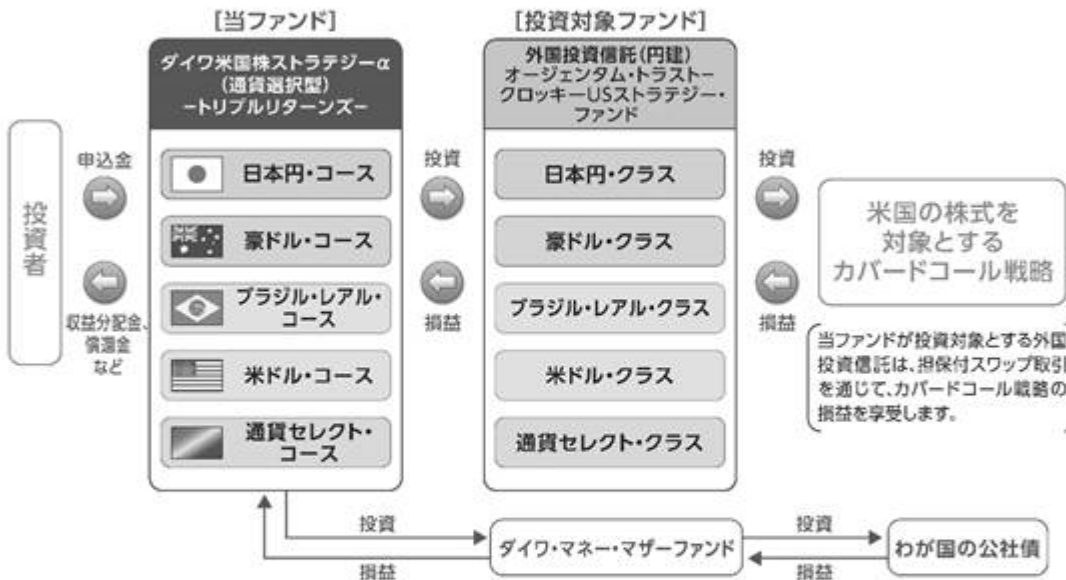 [当ファンド]
[投資対象ファンド]
ダイワ米国株ストラテジーα
(通貨選択型)
ートリプルリターンズー
外国投資信託(円建)
オージェンタム・トラストー
クロッキーUSストラテジー・
ファンド
投資者
申込金
収益分配金、
償還金
など
日本円・コース
豪ドル・コース
ブラジル・レアル・
コース
米ドル・コース
通貨セレクト・
コース
投資
損益
日本円・クラス
豪ドル・クラス
ブラジル・レアル・クラス
米ドル・クラス
通貨セレクト・クラス
投資
損益
米国の株式を
対象とする
カバードコール戦略
当ファンドが投資対象とする外国
投資信託は、担保付スワップ取引
を通じて、カバードコール戦略の
損益を享受します。
投資
損益
ダイワ・マネー・マザーファンド
投資
損益
わが国の公社債